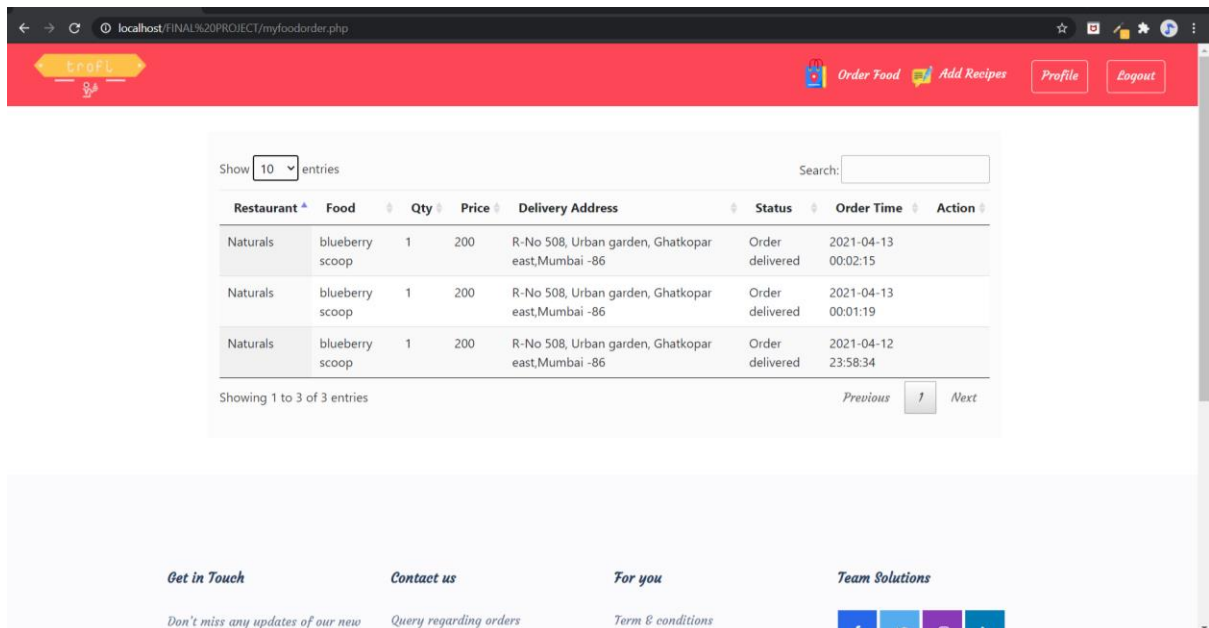 localhost/FINAL%20PROJECT/myfoodorder.php
trofi
Order Food Add Recipes Profile Logout
Show 10 entries Search:
Restaurant Food Qty Price Delivery Address Status Order Time Action
Naturals blueberry 1 200 R-No 508, Urban garden, Ghatkopar Order 2021-04-13
scoop east,Mumbai -86 delivered 00:02:15
Naturals blueberry 1 200 R-No 508, Urban garden, Ghatkopar Order 2021-04-13
scoop east,Mumbai -86 delivered 00:01:19
Naturals blueberry 1 200 R-No 508, Urban garden, Ghatkopar Order 2021-04-12
scoop east,Mumbai -86 delivered 23:58:34
Showing 1 to 3 of 3 entries Previous 1 Next
Get in Touch Contact us For you Team Solutions
Don't miss any updates of our new Query regarding orders Term & conditions